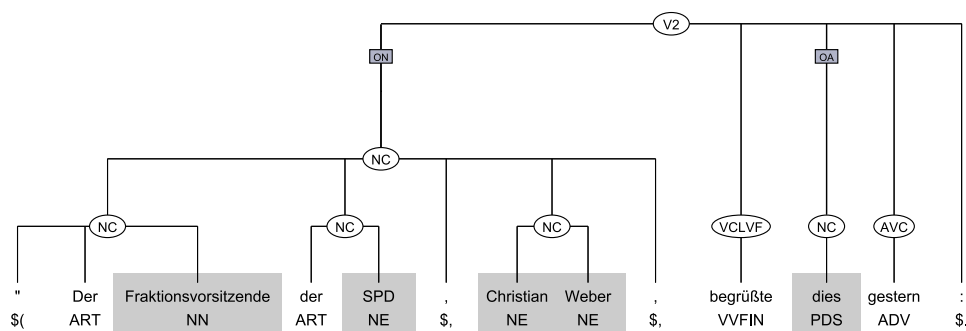 V2
ON OA
NC
NC NC NC VCLVF NC AVC
" Der Fraktionsvorsitzende der SPD , Christian Weber , begrüßte dies gestern :
$( ART NN ART NE $, NE NE $, VVFIN PDS ADV $.